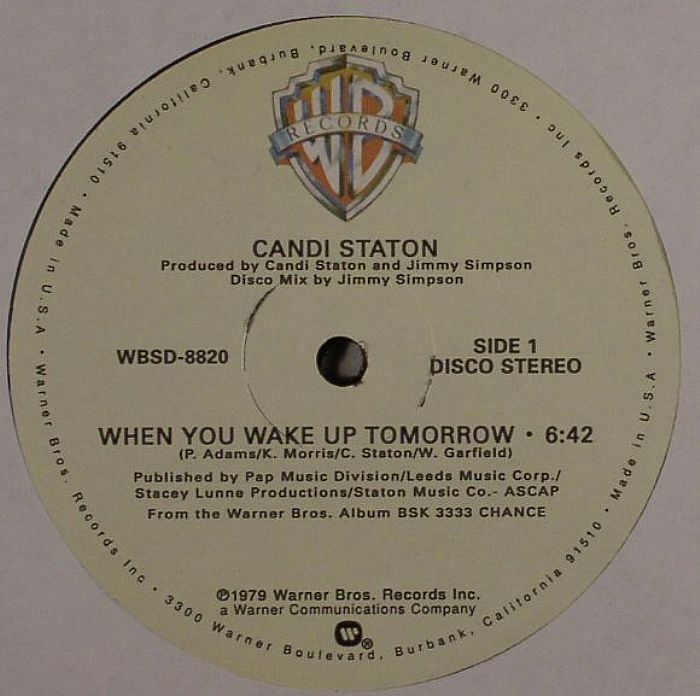 WB
RECORDS
CANDI STATON
Produced by Candi Staton and Jimmy Simpson
Disco Mix by Jimmy Simpson
WBSD-8820
SIDE 1
DISCO STEREO
WHEN YOU WAKE UP TOMORROW • 6:42
(P. Adams/K. Morris/C. Staton/W. Garfield)
Published by Pap Music Division/Leeds Music Corp./
Stacey Lunne Productions/Staton Music Co.- ASCAP
From the Warner Bros. Album BSK 3333 CHANCE
℗1979 Warner Bros. Records Inc.
a Warner Communications Company
W®
Warner Bros. Records Inc • 3300 Warner Boulevard, Burbank, California 91510 • Made in U.S.A •
Warner Bros. Records Inc • 3300 Warner Boulevard, Burbank, California 91510 • Made in U.S.A •